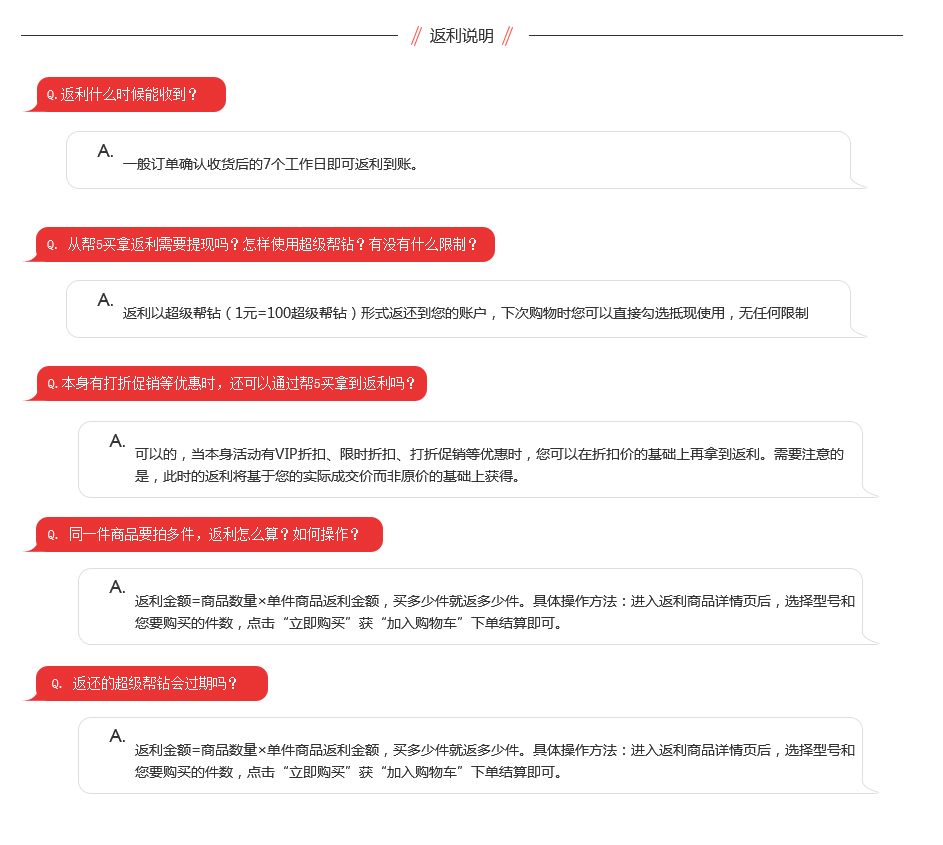 返利说明
Q.返利什么时候能收到？
A.
一般订单确认收货后的7个工作日即可返利到账。
Q. 从帮5买拿返利需要提现吗？怎样使用超级帮钻？有没有什么限制？
A.
返利以超级帮钻（1元=100超级帮钻）形式返还到您的账户，下次购物时您可以直接勾选抵现使用，无任何限制
Q.本身有打折促销等优惠时，还可以通过帮5买拿到返利吗？
A.
可以的，当本身活动有VIP折扣、限时折扣、打折促销等优惠时，您可以在折扣价的基础上再拿到返利。需要注意的
是，此时的返利将基于您的实际成交价而非原价的基础上获得。
Q. 同一件商品要拍多件，返利怎么算？如何操作？
A.
返利金额=商品数量×单件商品返利金额，买多少件就返多少件。具体操作方法：进入返利商品详情页后，选择型号和
您要购买的件数，点击“立即购买”获“加入购物车”下单结算即可。
Q. 返还的超级帮钻会过期吗？
A.
返利金额=商品数量×单件商品返利金额，买多少件就返多少件。具体操作方法：进入返利商品详情页后，选择型号和
您要购买的件数，点击“立即购买”获“加入购物车”下单结算即可。